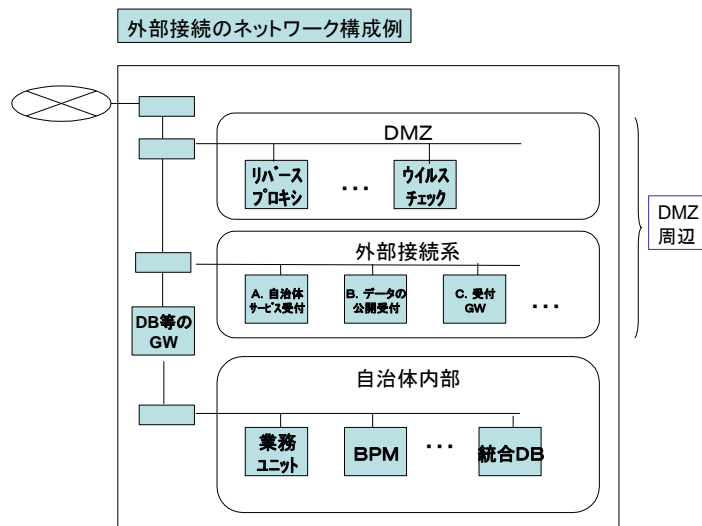 外部接続のネットワーク構成例
DMZ
リバース
プロキシ
...
ウイルス
チェック
DMZ
周辺
外部接続系
A. 自治体
サービス受付
B. データの
公開受付
C. 受付
GW
...
DB等の
GW
自治体内部
業務
ユニット
BPM
...
統合DB